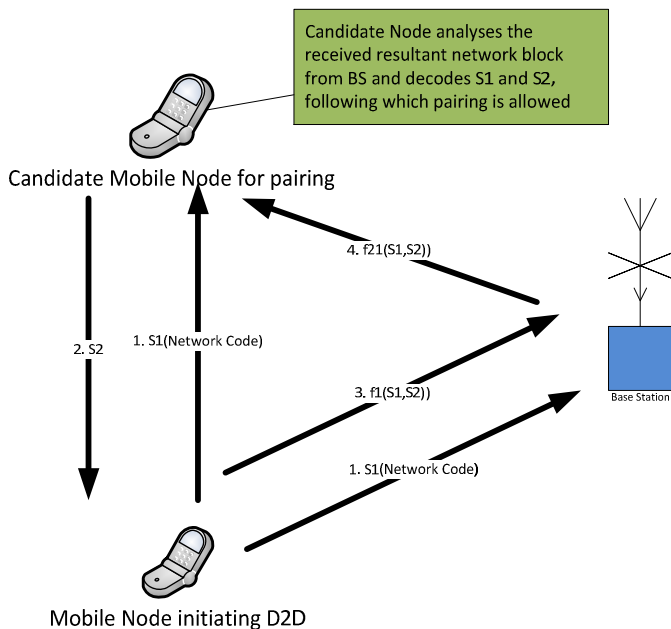 Candidate Node analyses the
received resultant network block
from BS and decodes S1 and S2,
following which pairing is allowed
Candidate Mobile Node for pairing
4. f21(S1,S2))
2. S2
1. S1(Network Code)
3. f1(S1,S2))
Base Station
1. S1(Network Code)
Mobile Node initiating D2D